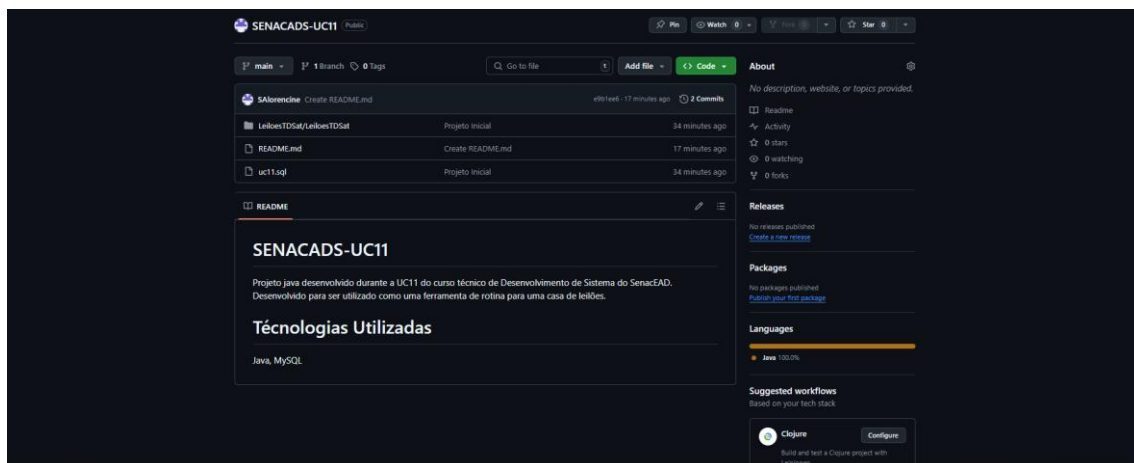 SENACADS-UC11 Public
Pin Watch 0 Fork Star 0
main 1 Branch 0 Tags Go to file t Add file Code
SAlorencine Create README.md e9b1ee6 · 17 minutes ago 2 Commits
LeiloesTDSat/LeiloesTDSat Projeto Inicial 34 minutes ago
README.md Create README.md 17 minutes ago
uc11.sql Projeto Inicial 34 minutes ago
README
SENACADS-UC11
Projeto java desenvolvido durante a UC11 do curso técnico de Desenvolvimento de Sistema do SenacEAD.
Desenvolvido para ser utilizado como uma ferramenta de rotina para uma casa de leilões.
Técnologias Utilizadas
Java, MySQL
About
No description, website, or topics provided.
Readme
Activity
0 stars
0 watching
0 forks
Releases
No releases published
Create a new release
Packages
No packages published
Publish your first package
Languages
Java 100.0%
Suggested workflows
Based on your tech stack
Clojure Configure
Build and test a Clojure project with